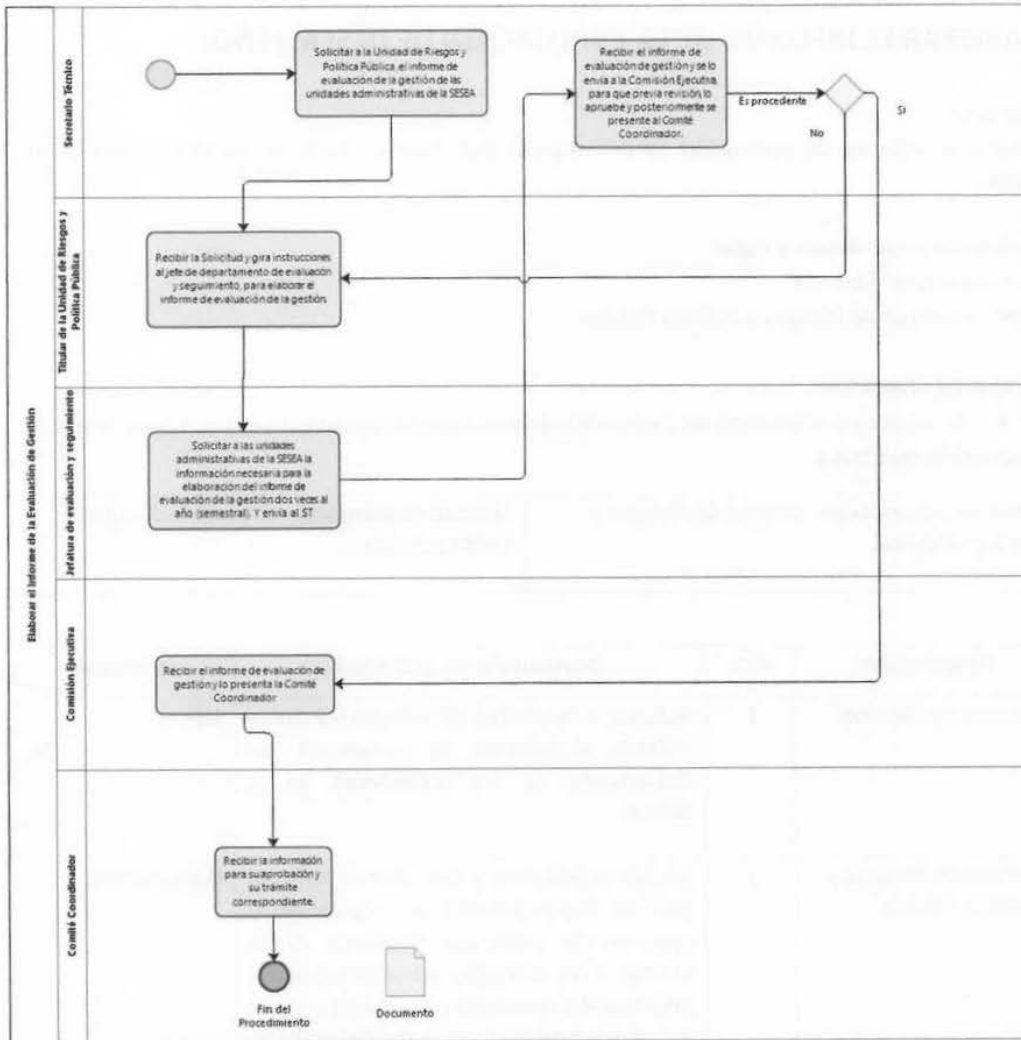 Elaborar el Informe de la Evaluación de Gestión
Secretario Técnico
Solicitar a la Unidad de Riesgos y
Política Pública, el informe de
evaluación de la gestión de las
unidades administrativas de la SESEA
Recibir el informe de
evaluación de gestión y se lo
envía a la Comisión Ejecutiva,
para que previa revisión, lo
apruebe y posteriormente se
presente al Comité
Coordinador.
Es procedente
Si
No
Titular de la Unidad de Riesgos y
Política Pública
Recibir la Solicitud y gira instrucciones
al jefe de departamento de evaluación
y seguimiento, para elaborar el
informe de evaluación de la gestión.
Jefatura de evaluación y seguimiento
Solicitar a las unidades
administrativas de la SESEA la
información necesaria para la
elaboración del informe de
evaluación de la gestión dos veces al
año (semestral). Y envía al ST
Comisión Ejecutiva
Recibir el informe de evaluación de
gestión y lo presenta la Comité
Coordinador
Comité Coordinador
Recibir la información
para su aprobación y
su trámite
correspondiente.
Fin del
Procedimiento
Documento